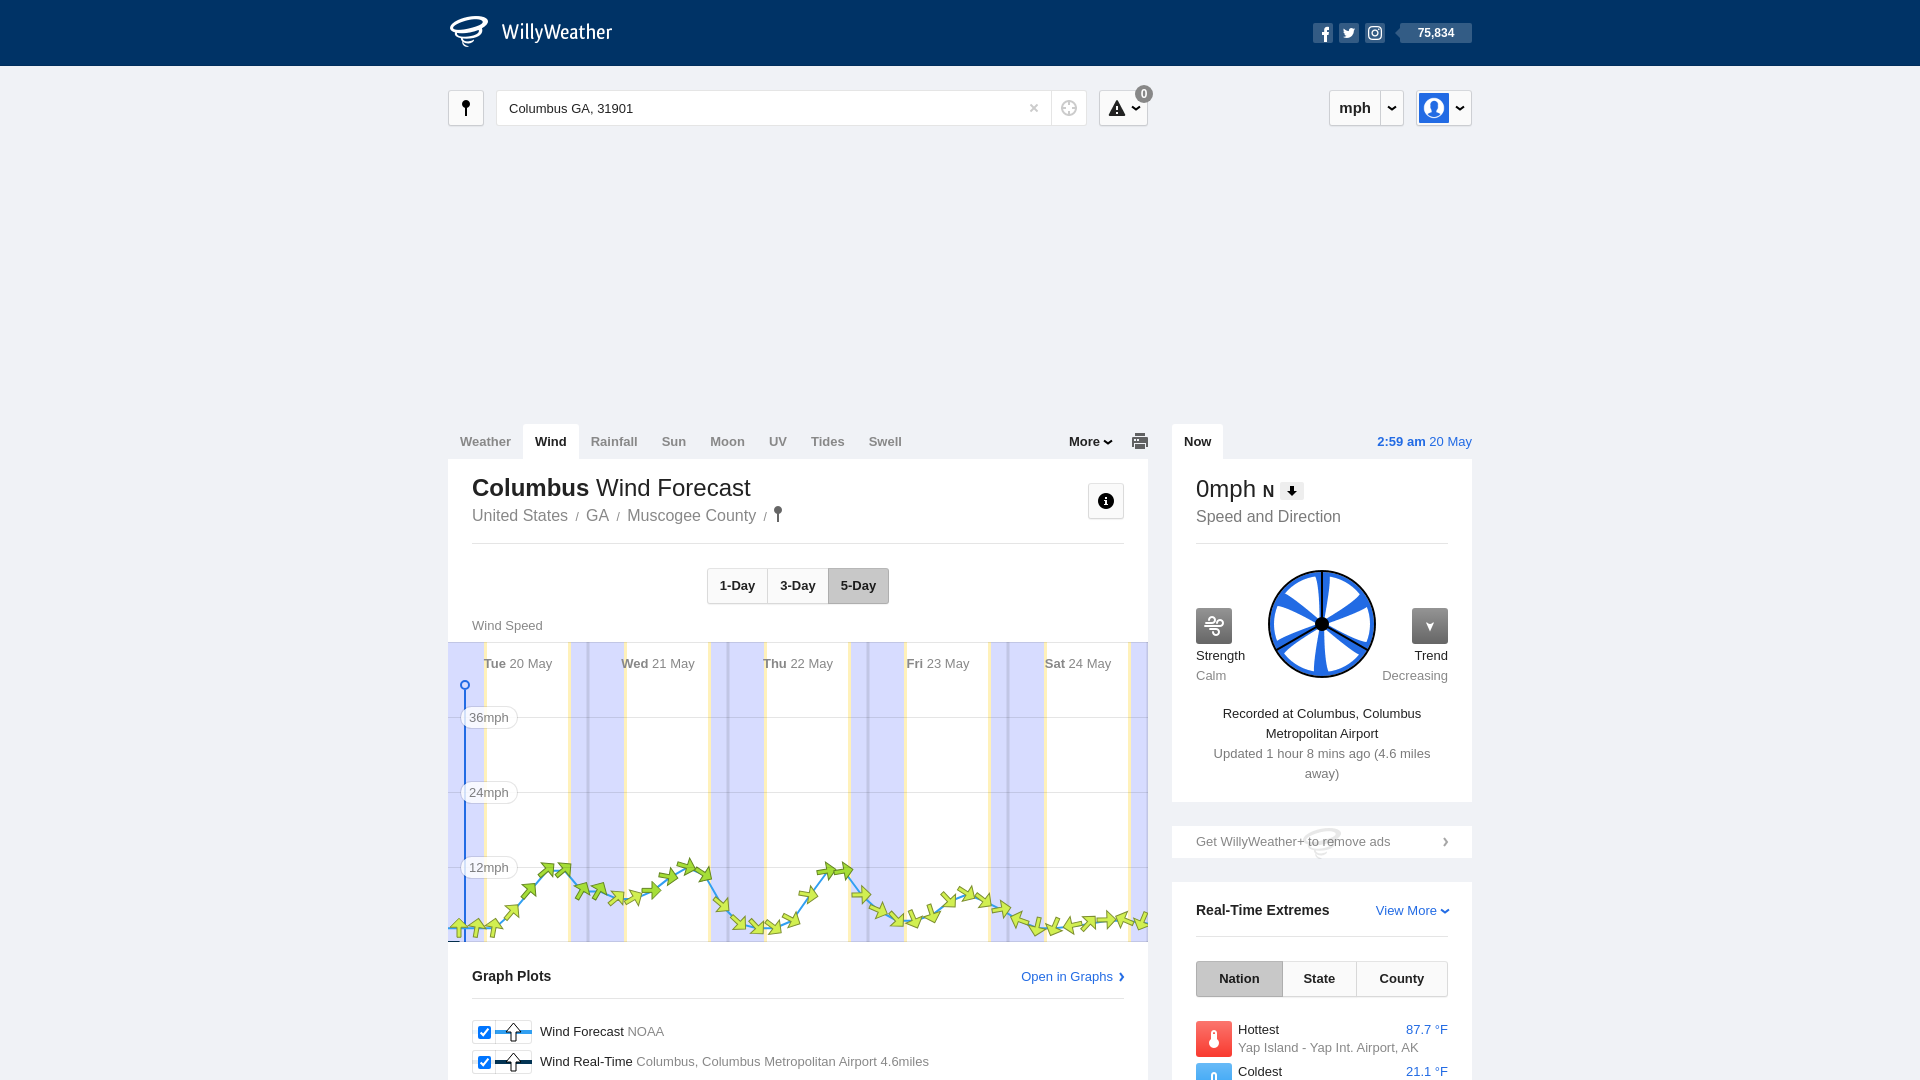 WillyWeather
75,834
Columbus GA, 31901
0
mph
Weather Wind Rainfall Sun Moon UV Tides Swell More
Now 2:59 am 20 May
Columbus Wind Forecast
United States / GA / Muscogee County /
0mph N
Speed and Direction
1-Day 3-Day 5-Day
Wind Speed
Tue 20 May Wed 21 May Thu 22 May Fri 23 May Sat 24 May
36mph
24mph
12mph
Strength
Calm
Trend
Decreasing
Recorded at Columbus, Columbus
Metropolitan Airport
Updated 1 hour 8 mins ago (4.6 miles
away)
Get WillyWeather+ to remove ads
Graph Plots Open in Graphs
Wind Forecast NOAA
Wind Real-Time Columbus, Columbus Metropolitan Airport 4.6miles
Real-Time Extremes View More
Nation State County
Hottest 87.7 °F
Yap Island - Yap Int. Airport, AK
Coldest 21.1 °F